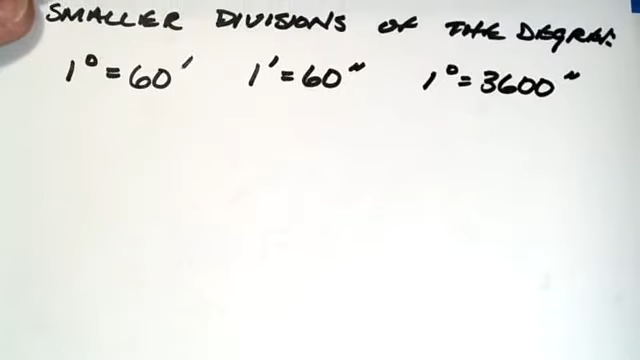 SMALLER DIVISIONS OF THE DEGREE:
1° = 60' 1' = 60" 1° = 3600"